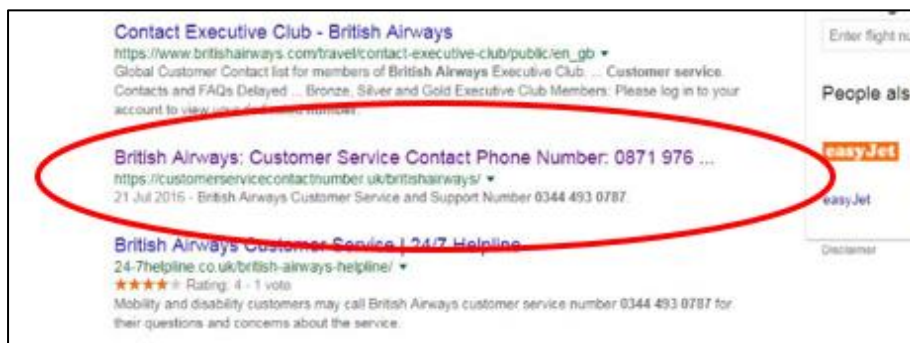 Contact Executive Club - British Airways
https://www.britishairways.com/travel/contact-executive-club/public/en_gb
Global Customer Contact list for members of British Airways Executive Club. ... Customer service.
Contacts and FAQs Delayed ... Bronze, Silver and Gold Executive Club Members: Please log in to your
account to view your dedicated number.
British Airways: Customer Service Contact Phone Number: 0871 976 ...
https://customerservicecontactnumber.uk/britishairways/
21 Jul 2016 - British Airways Customer Service and Support Number 0344 493 0787.
British Airways Customer Service | 24/7 Helpline
24-7helpline.co.uk/british-airways-helpline/
Rating: 4 - 1 vote
Mobility and disability customers may call British Airways customer service number 0344 493 0787 for
their questions and concerns about the service.
Enter flight nu
People als
easyJet
easyJet
Disclaimer